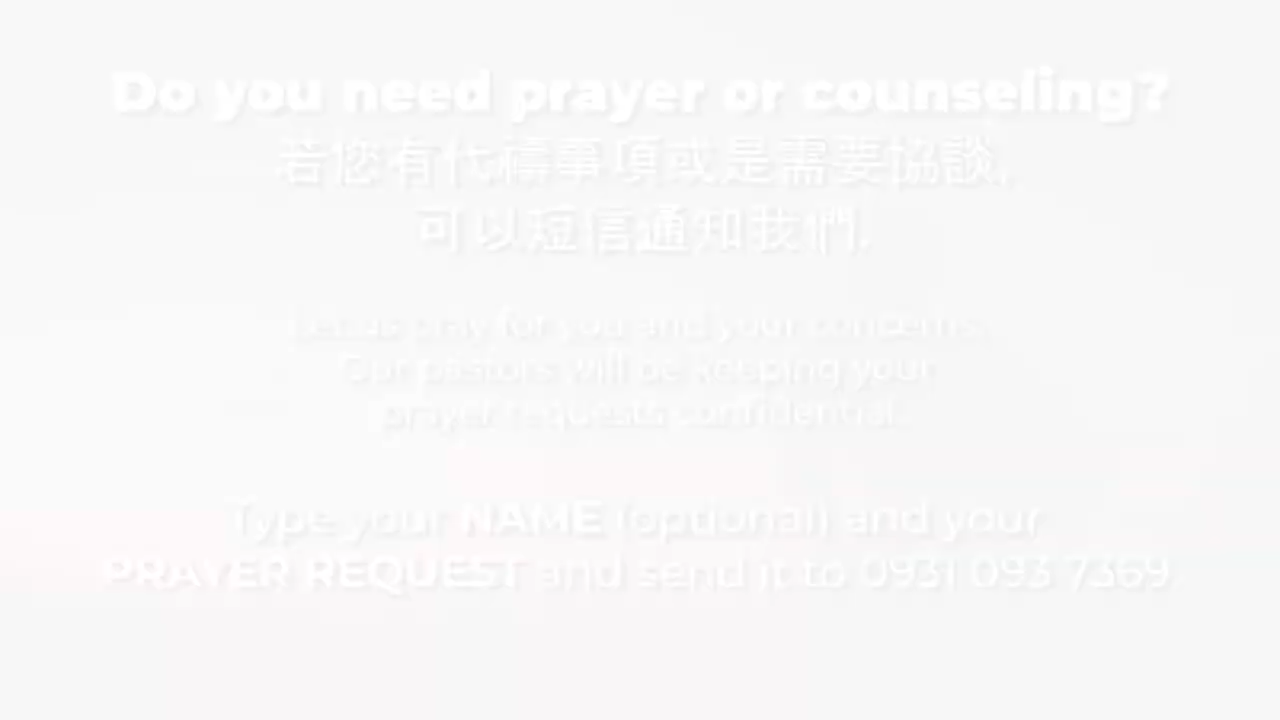 Do you need prayer or counseling?
若您有代禱事項或是需要協談,
可以短信通知我們.
Let us pray for you and your concerns.
Our pastors will be keeping your
prayer requests confidential.
Type your NAME (optional) and your
PRAYER REQUEST and send it to 0931 093 7369